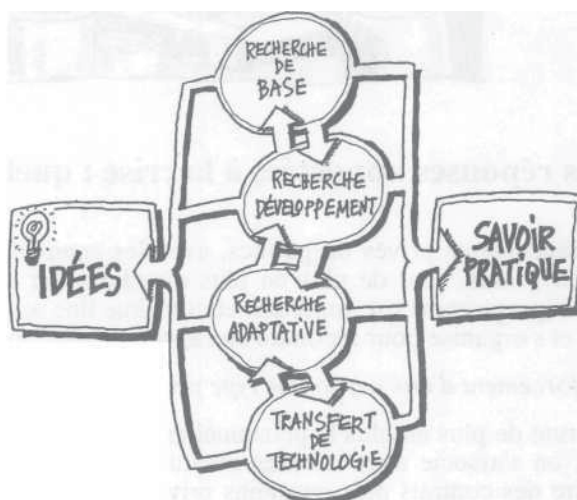 RECHERCHE
DE
BASE
RECHERCHE
DÉVELOPPEMENT
IDÉES
SAVOIR
PRATIQUE
RECHERCHE
ADAPTATIVE
TRANSFERT
DE
TECHNOLOGIE